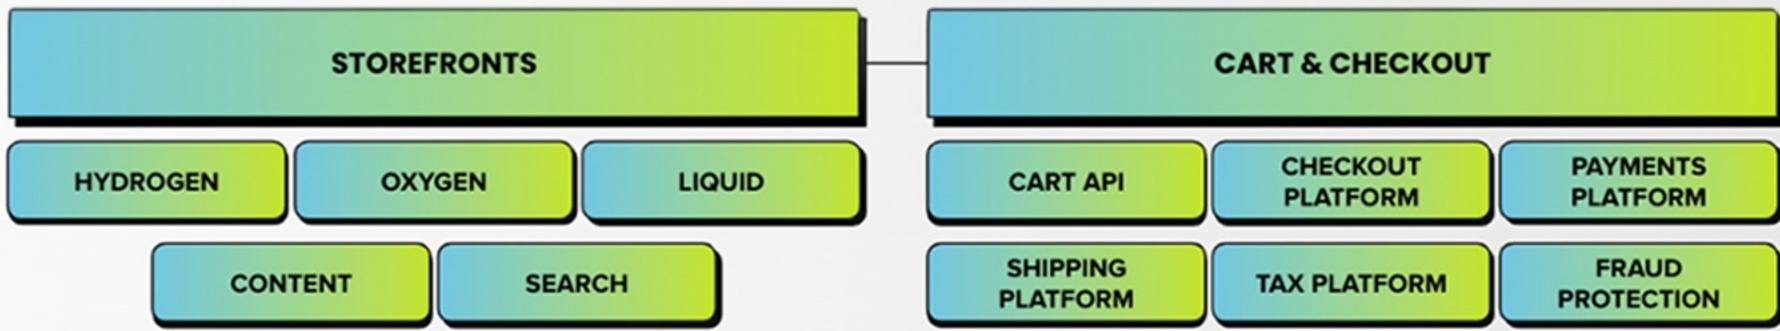 STOREFRONTS
HYDROGEN
OXYGEN
LIQUID
CONTENT
SEARCH
CART & CHECKOUT
CART API
CHECKOUT
PLATFORM
PAYMENTS
PLATFORM
SHIPPING
PLATFORM
TAX PLATFORM
FRAUD
PROTECTION